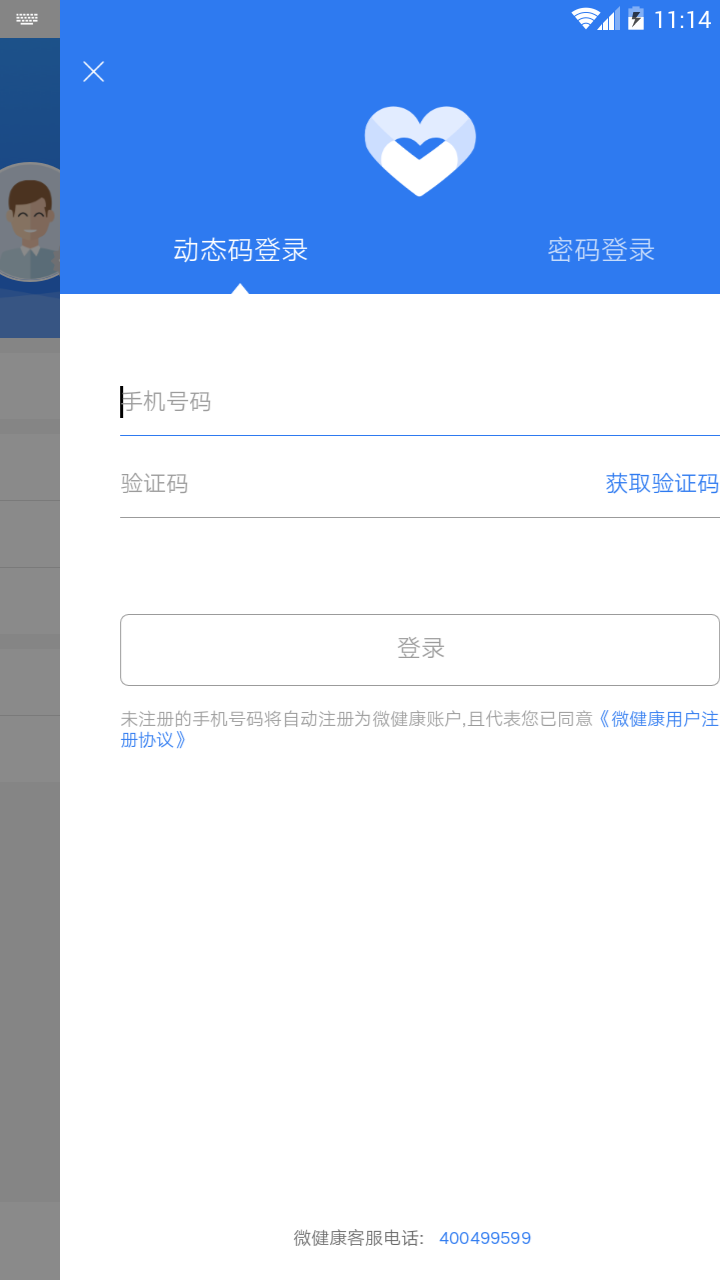 11:14
动态码登录 密码登录
手机号码
验证码 获取验证码
登录
未注册的手机号码将自动注册为微健康账户,且代表您已同意《微健康用户注
册协议》
微健康客服电话: 400499599